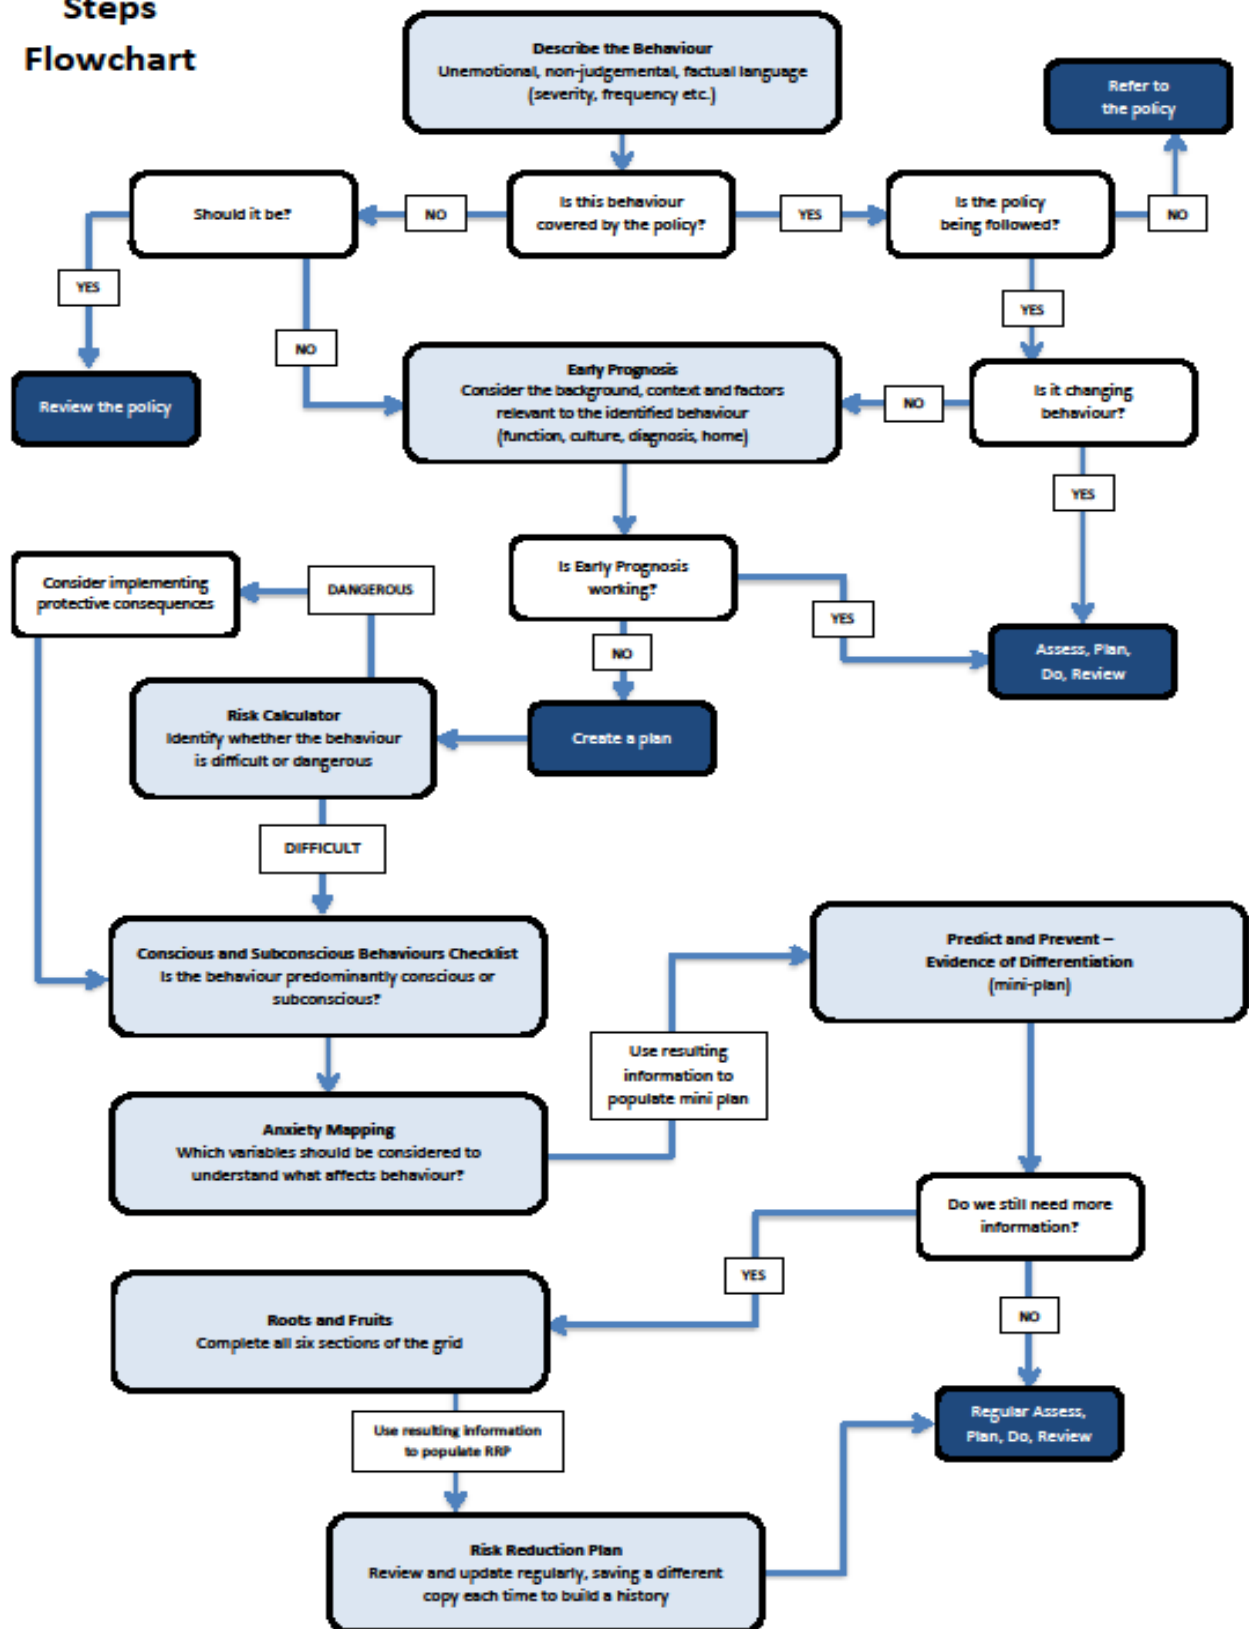 Steps
Flowchart
Describe the Behaviour
Unemotional, non-judgemental, factual language
(severity, frequency etc.)
Refer to
the policy
Should it be?
NO
Is this behaviour
covered by the policy?
YES
Is the policy
being followed?
NO
YES
YES
NO
Review the policy
Early Prognosis
Consider the background, context and factors
relevant to the identified behaviour
(function, culture, diagnosis, home)
NO
Is it changing
behaviour?
YES
Consider implementing
protective consequences
DANGEROUS
Is Early Prognosis
working?
YES
NO
Assess, Plan,
Do, Review
Risk Calculator
Identify whether the behaviour
is difficult or dangerous
Create a plan
DIFFICULT
Conscious and Subconscious Behaviours Checklist
Is the behaviour predominantly conscious or
subconscious?
Predict and Prevent –
Evidence of Differentiation
(mini-plan)
Use resulting
information to
populate mini plan
Anxiety Mapping
Which variables should be considered to
understand what affects behaviour?
Do we still need more
information?
YES
NO
Roots and Fruits
Complete all six sections of the grid
Use resulting information
to populate RRP
Regular Assess,
Plan, Do, Review
Risk Reduction Plan
Review and update regularly, saving a different
copy each time to build a history